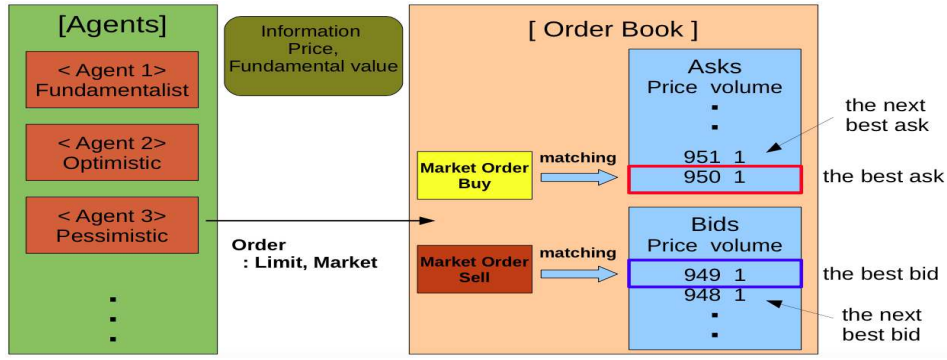 [Agents]
< Agent 1>
Fundamentalist
< Agent 2>
Optimistic
< Agent 3>
Pessimistic
Information
Price,
Fundamental value
Order
: Limit, Market
[ Order Book ]
Market Order
Buy
matching
Market Order
Sell
matching
Asks
Price volume
951 1
950 1
Bids
Price volume
949 1
948 1
the next
best ask
the best ask
the best bid
the next
best bid